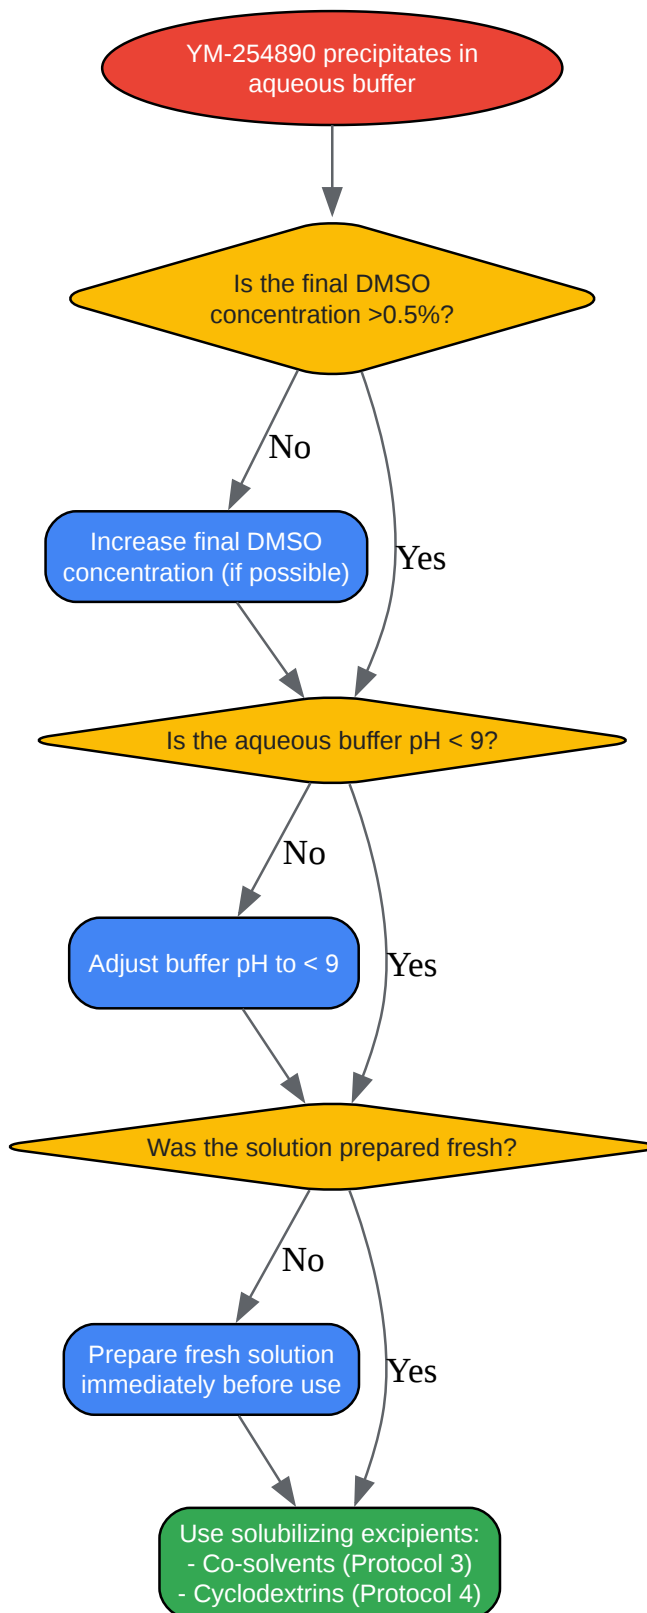 YM-254890 precipitates in
aqueous buffer
Is the final DMSO
concentration >0.5%?
No
Increase final DMSO
concentration (if possible)
Yes
Is the aqueous buffer pH < 9?
No
Adjust buffer pH to < 9
Yes
Was the solution prepared fresh?
No
Prepare fresh solution
immediately before use
Yes
Use solubilizing excipients:
- Co-solvents (Protocol 3)
- Cyclodextrins (Protocol 4)